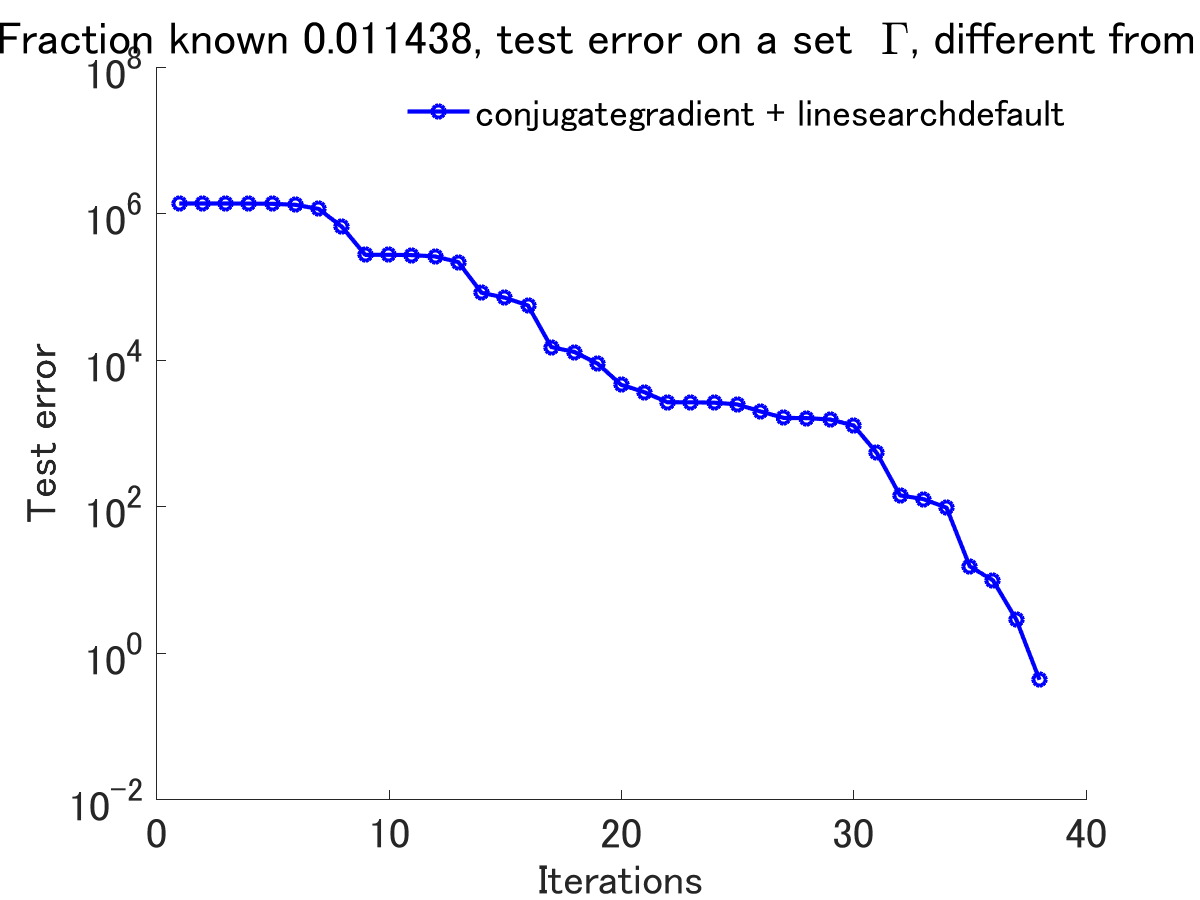 Fraction known 0.011438, test error on a set Γ, different from
conjugategradient + linesearchdefault
10^8
10^6
10^4
10^2
10^0
10^-2
Test error
0 10 20 30 40
Iterations